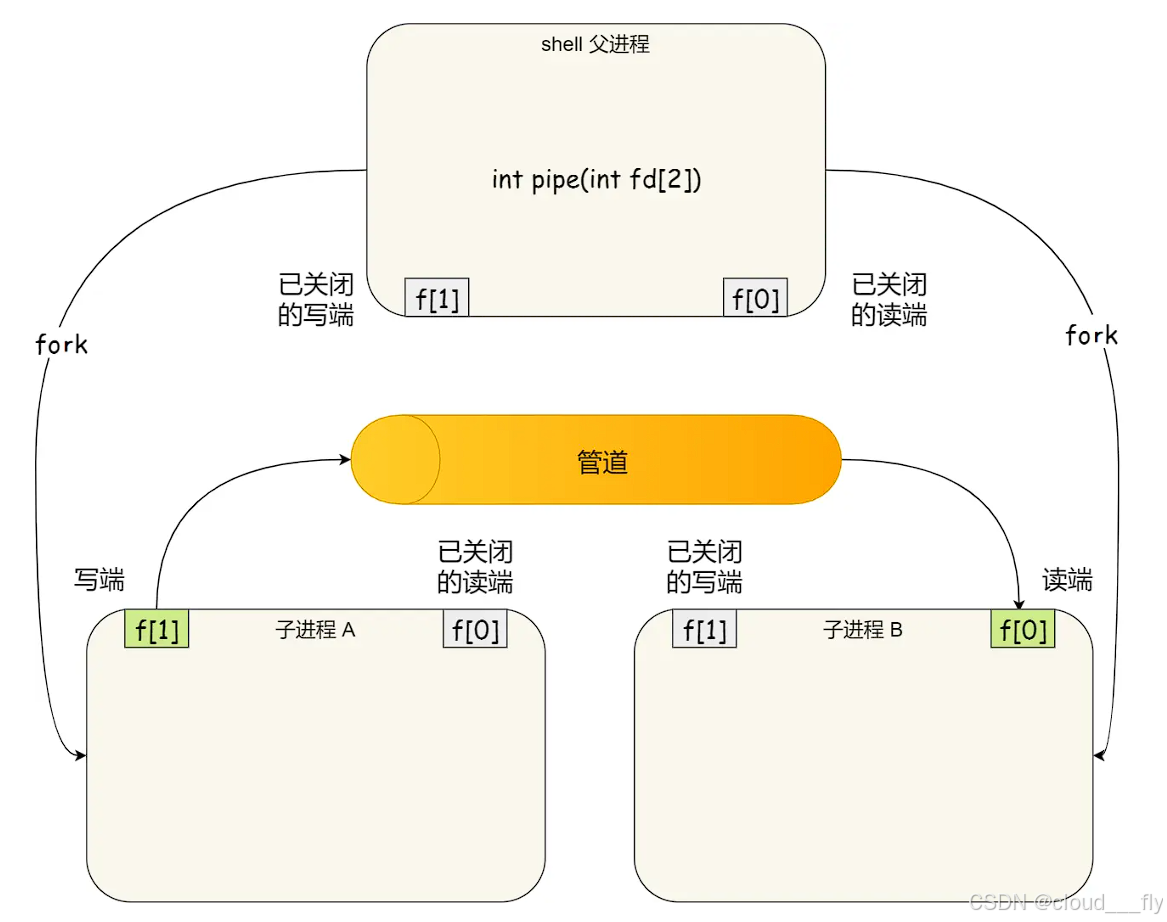 shell 父进程
int pipe(int fd[2])
已关闭
的写端
f[1]
f[0]
已关闭
的读端
fork
fork
管道
写端
已关闭
的读端
已关闭
的写端
读端
f[1]
子进程 A
f[0]
f[1]
子进程 B
f[0]
CSDN @cloud___fly